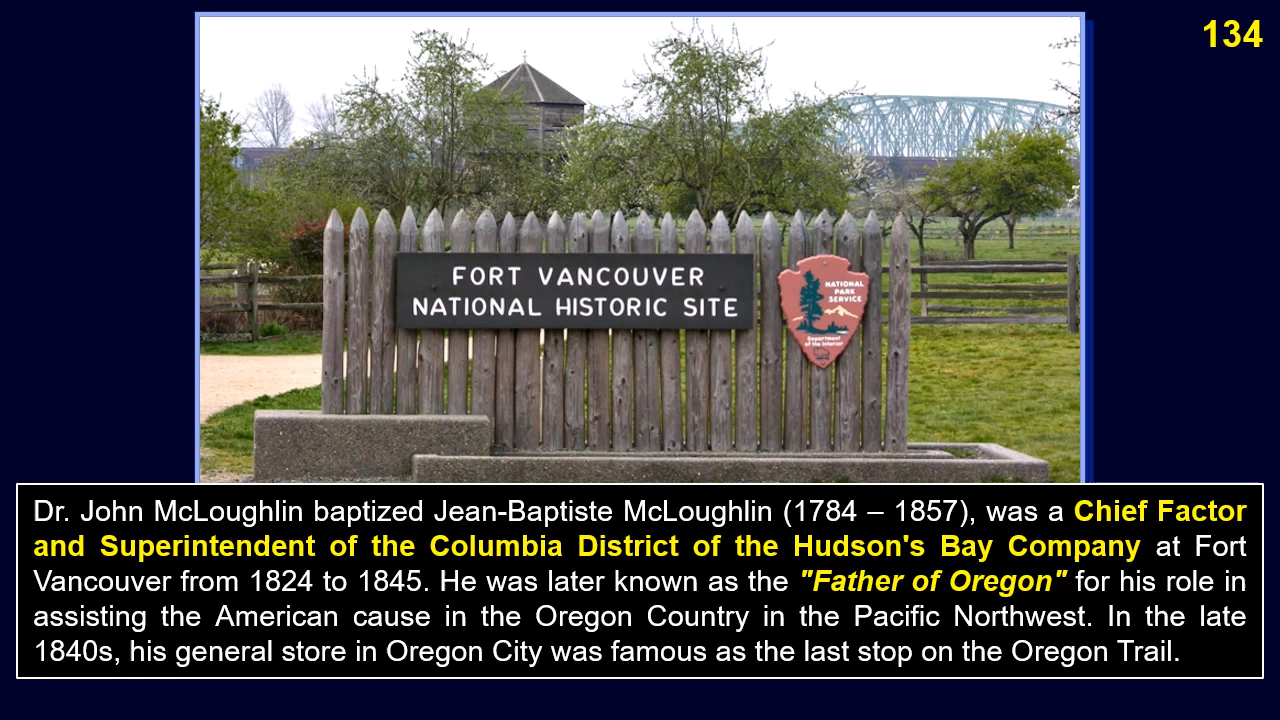 134
FORT VANCOUVER
NATIONAL HISTORIC SITE
NATIONAL
PARK
SERVICE
Department
of the Interior
Dr. John McLoughlin baptized Jean-Baptiste McLoughlin (1784 – 1857), was a Chief Factor
and Superintendent of the Columbia District of the Hudson's Bay Company at Fort
Vancouver from 1824 to 1845. He was later known as the "Father of Oregon" for his role in
assisting the American cause in the Oregon Country in the Pacific Northwest. In the late
1840s, his general store in Oregon City was famous as the last stop on the Oregon Trail.